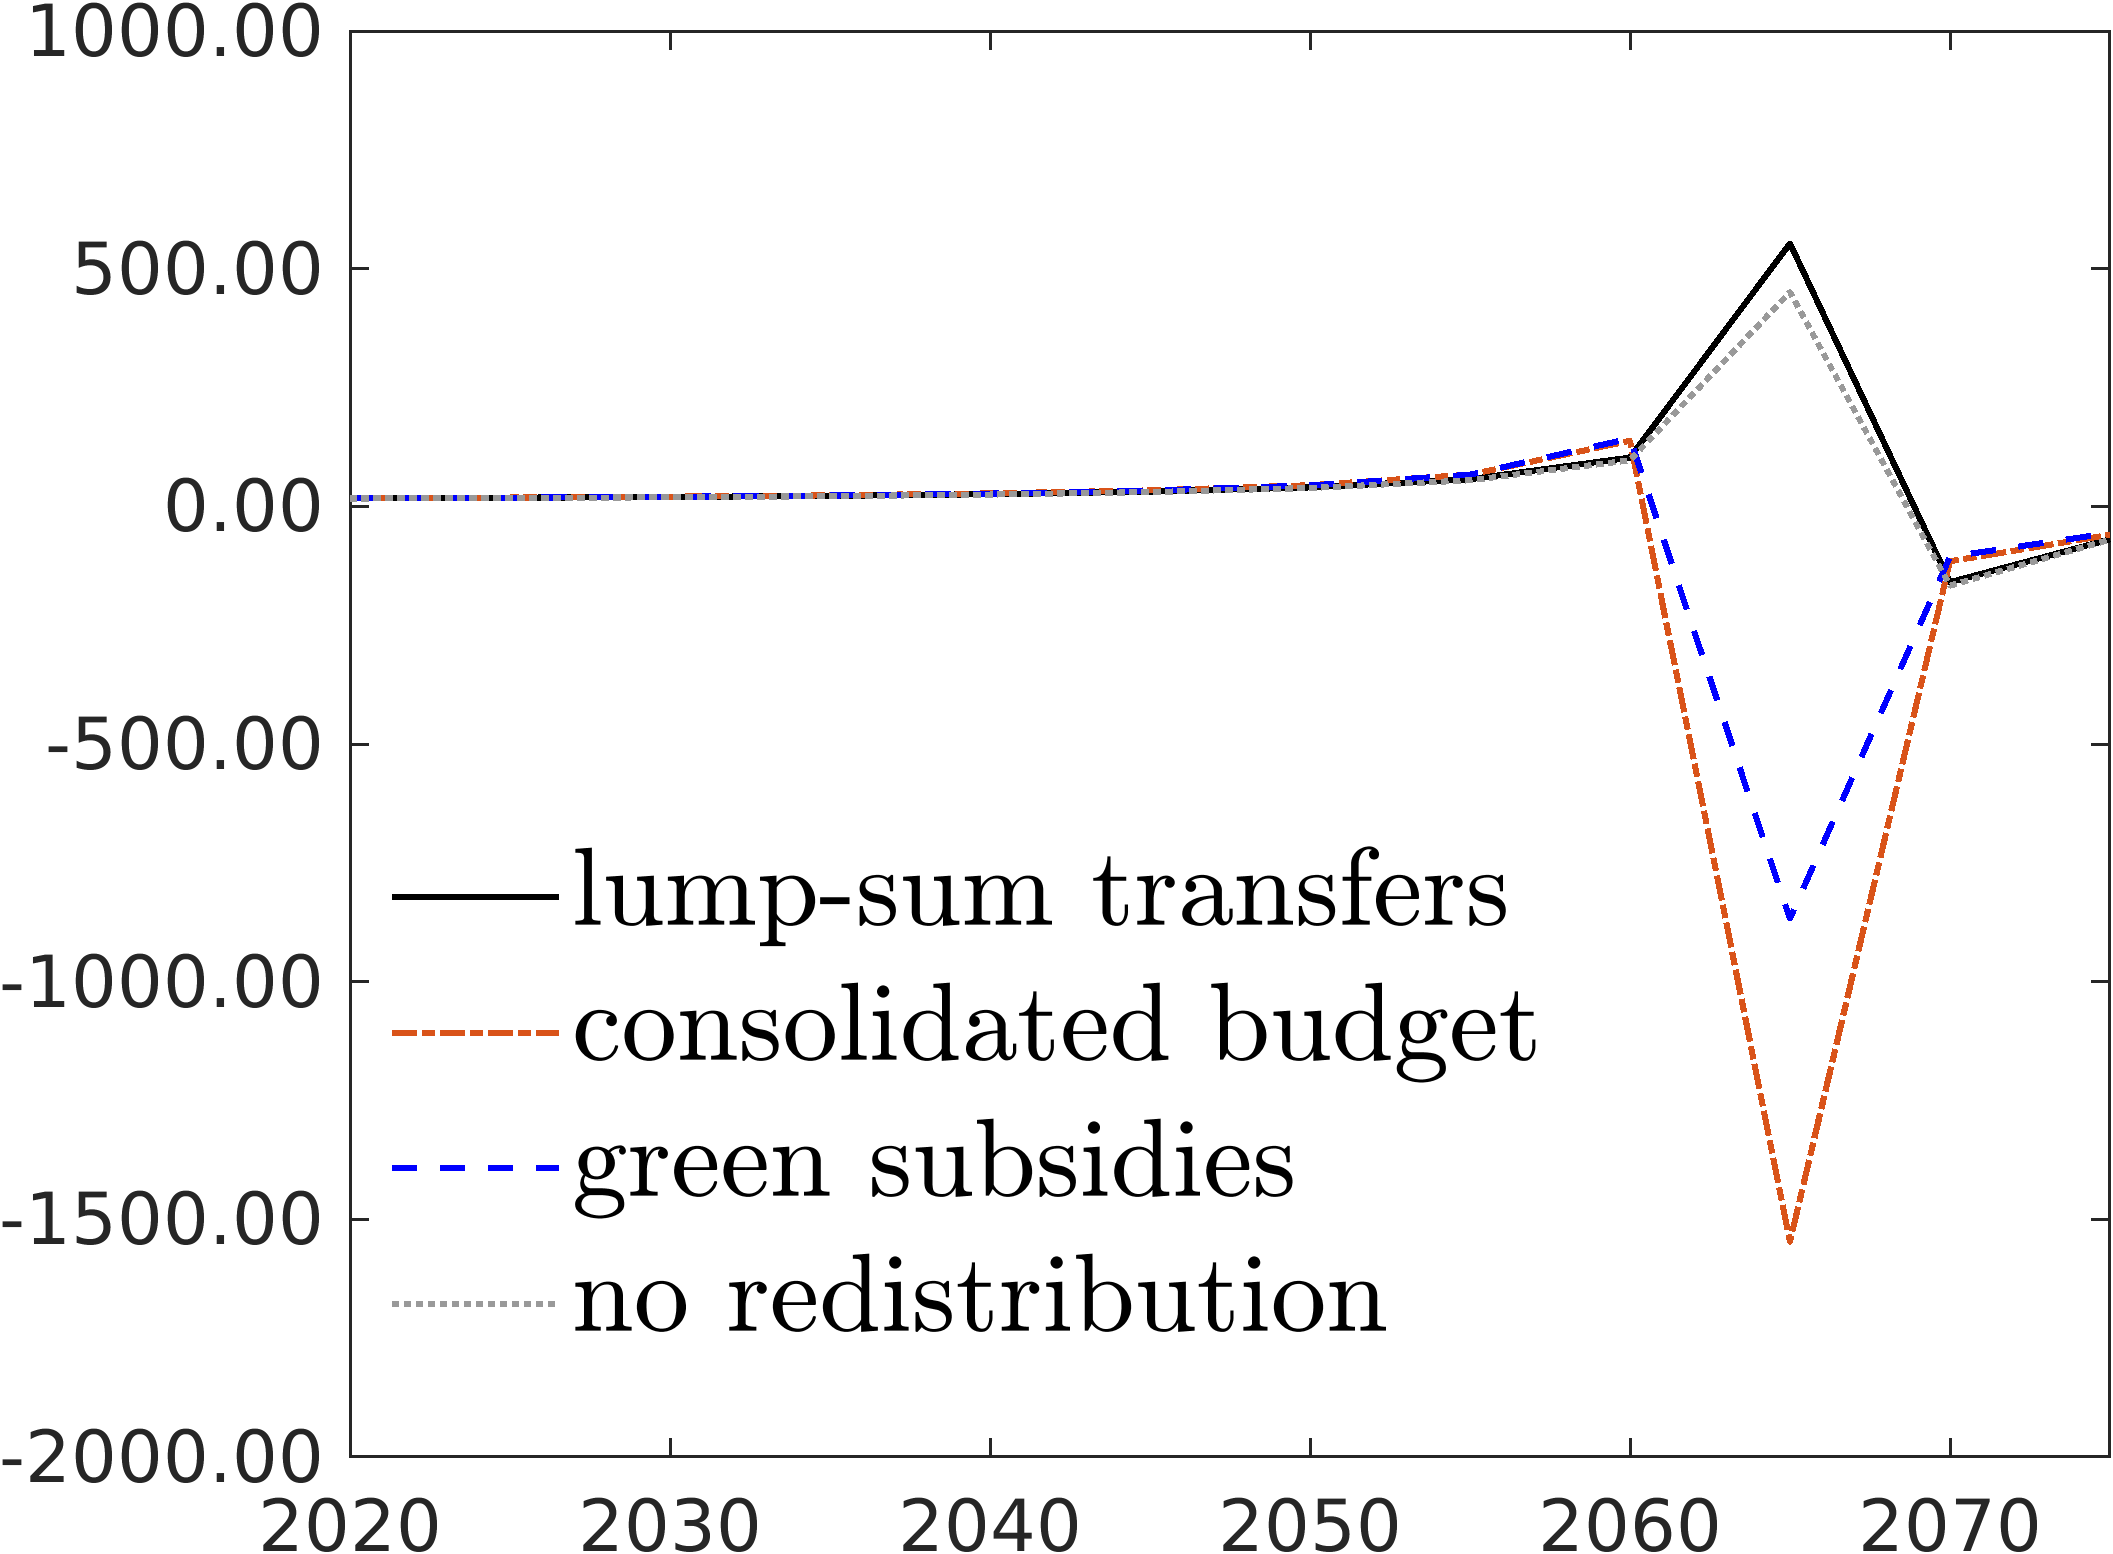 1000.00
500.00
0.00
-500.00
-1000.00
-1500.00
-2000.00
lump-sum transfers
consolidated budget
green subsidies
no redistribution
2020 2030 2040 2050 2060 2070